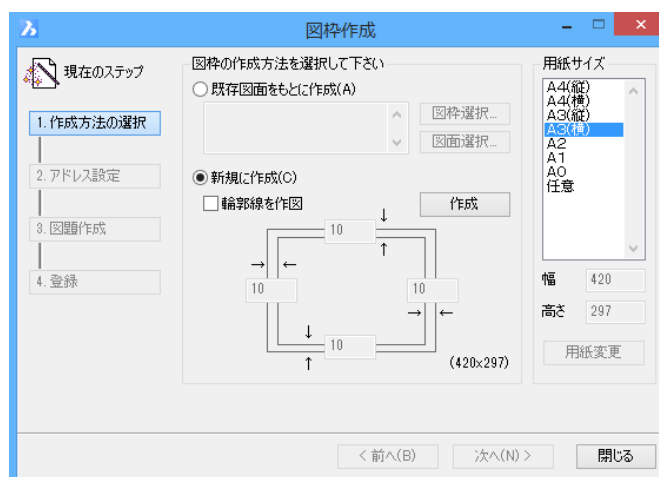 図枠作成
現在のステップ
1. 作成方法の選択
2. アドレス設定
3. 図題作成
4. 登録
図枠の作成方法を選択して下さい
既存図面をもとに作成(A)
図枠選択...
図面選択...
新規に作成(C)
輪郭線を作図
作成
10
10
10
10
(420x297)
用紙サイズ
A4(縦)
A4(横)
A3(縦)
A3(横)
A2
A1
A0
任意
幅 420
高さ 297
用紙変更
< 前へ(B)
次へ(N) >
閉じる